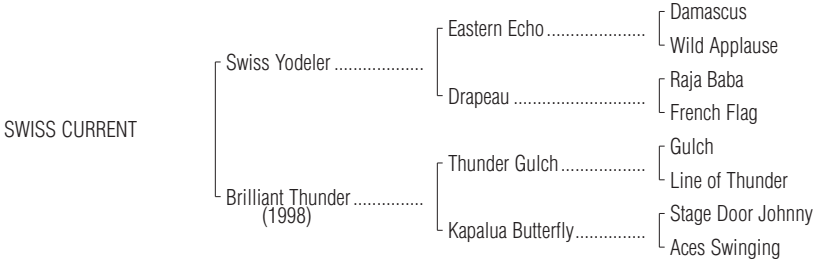 Damascus
Eastern Echo ......................
Wild Applause
Swiss Yodeler ...................
Raja Baba
Drapeau ............................
French Flag
SWISS CURRENT
Gulch
Thunder Gulch ..................
Line of Thunder
Brilliant Thunder ...............
(1998)
Stage Door Johnny
Kapalua Butterfly ...............
Aces Swinging